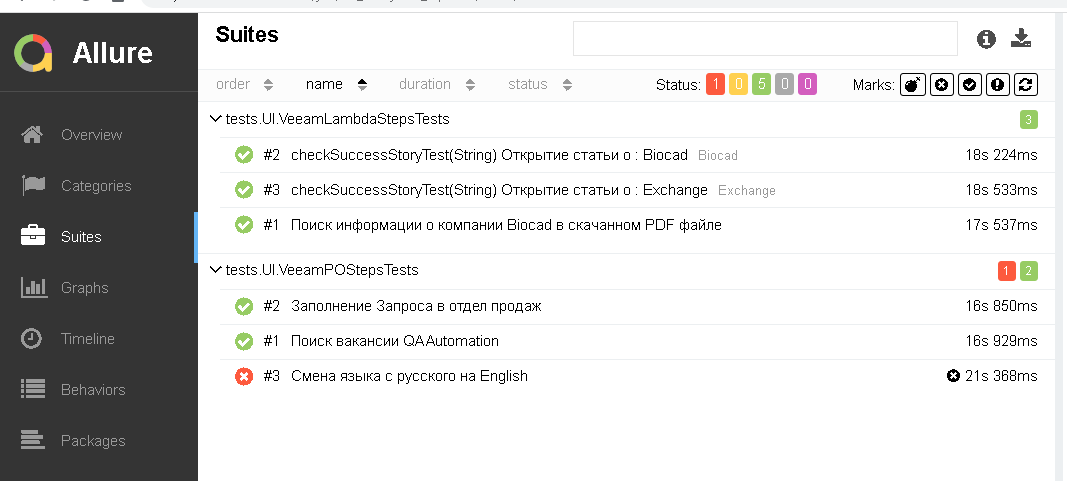 Allure
Overview
Categories
Suites
Graphs
Timeline
Behaviors
Packages
Suites
order name duration status Status: 1 0 5 0 0 Marks:
tests.UI.VeeamLambdaStepsTests 3
#2 checkSuccessStoryTest(String) Открытие статьи о : Biocad Biocad 18s 224ms
#3 checkSuccessStoryTest(String) Открытие статьи о : Exchange Exchange 18s 533ms
#1 Поиск информации о компании Biocad в скачанном PDF файле 17s 537ms
tests.UI.VeeamPOStepsTests 1 2
#2 Заполнение Запроса в отдел продаж 16s 850ms
#1 Поиск вакансии QAAutomation 16s 929ms
#3 Смена языка с русского на English 21s 368ms